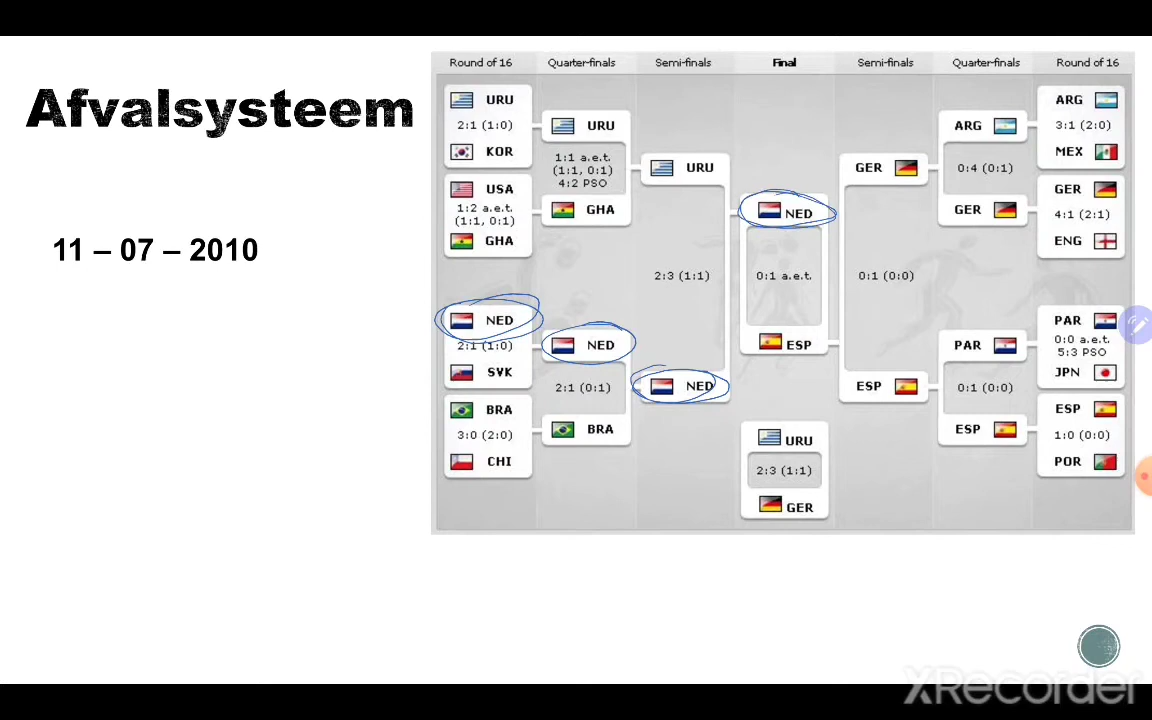 Afvalsysteem
11 – 07 – 2010
Round of 16 Quarter-finals Semi-finals Final Semi-finals Quarter-finals Round of 16
URU
2:1 (1:0)
KOR
USA
1:2 a.e.t.
(1:1, 0:1)
GHA
NED
2:1 (1:0)
SVK
BRA
3:0 (2:0)
CHI
URU
1:1 a.e.t.
(1:1, 0:1)
4:2 PSO
GHA
NED
2:1 (0:1)
BRA
URU
2:3 (1:1)
NED
NED
0:1 a.e.t.
ESP
URU
2:3 (1:1)
GER
GER
0:1 (0:0)
ESP
ARG
0:4 (0:1)
GER
PAR
0:1 (0:0)
ESP
ARG
3:1 (2:0)
MEX
GER
4:1 (2:1)
ENG
PAR
0:0 a.e.t.
5:3 PSO
JPN
ESP
1:0 (0:0)
POR
XRecorder